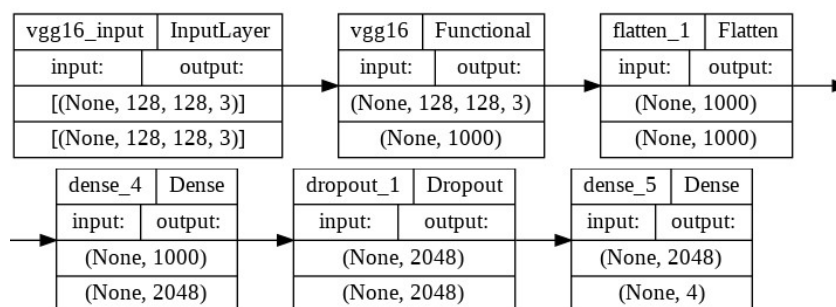 vgg16_input InputLayer
input: output:
[(None, 128, 128, 3)]
[(None, 128, 128, 3)]
vgg16 Functional
input: output:
(None, 128, 128, 3)
(None, 1000)
flatten_1 Flatten
input: output:
(None, 1000)
(None, 1000)
dense_4 Dense
input: output:
(None, 1000)
(None, 2048)
dropout_1 Dropout
input: output:
(None, 2048)
(None, 2048)
dense_5 Dense
input: output:
(None, 2048)
(None, 4)